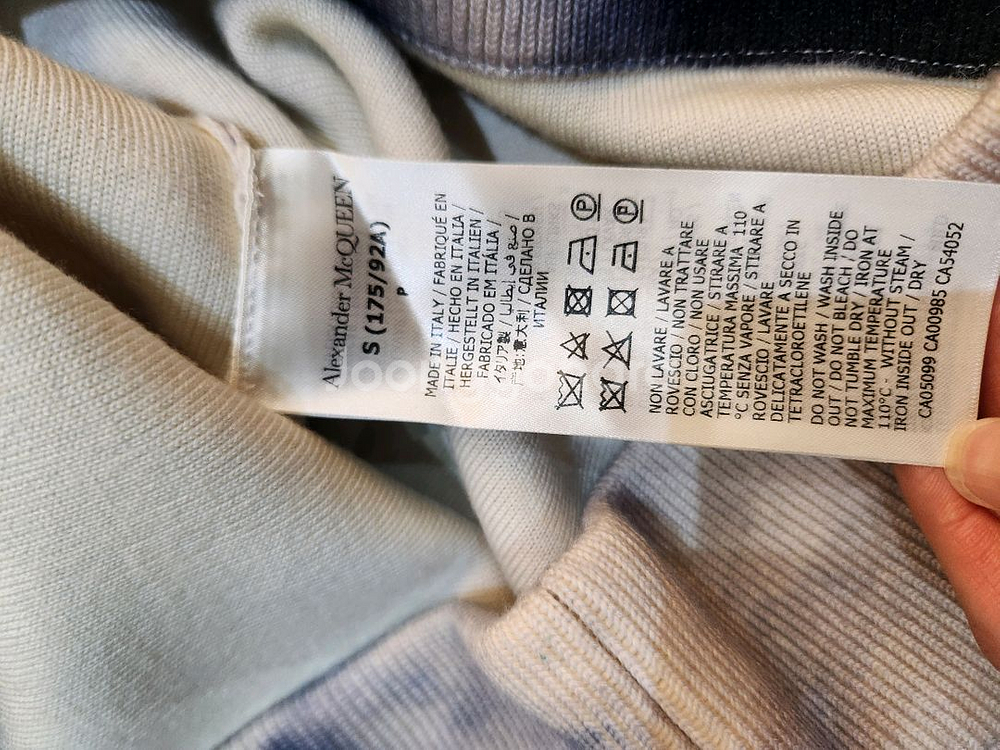 Alexander McQUEEN
S (175/92A)
P
MADE IN ITALY / FABRIQUÉ EN
ITALIE / HECHO EN ITALIA /
HERGESTELLT IN ITALIEN /
FABRICADO EM ITÁLIA /
イタリア製 / صنع في إيطاليا /
产地:意大利 / СДЕЛАНО В
ИТАЛИИ
P
P
NON LAVARE / LAVARE A
ROVESCIO / NON TRATTARE
CON CLORO / NON USARE
ASCIUGATRICE / STIRARE A
TEMPERATURA MASSIMA 110
°C SENZA VAPORE / STIRARE A
ROVESCIO / LAVARE
DELICATAMENTE A SECCO IN
TETRACLOROETILENE
DO NOT WASH / WASH INSIDE
OUT / DO NOT BLEACH / DO
NOT TUMBLE DRY / IRON AT
MAXIMUM TEMPERATURE
110°C - WITHOUT STEAM /
IRON INSIDE OUT / DRY
CA05099 CA00985 CA54052